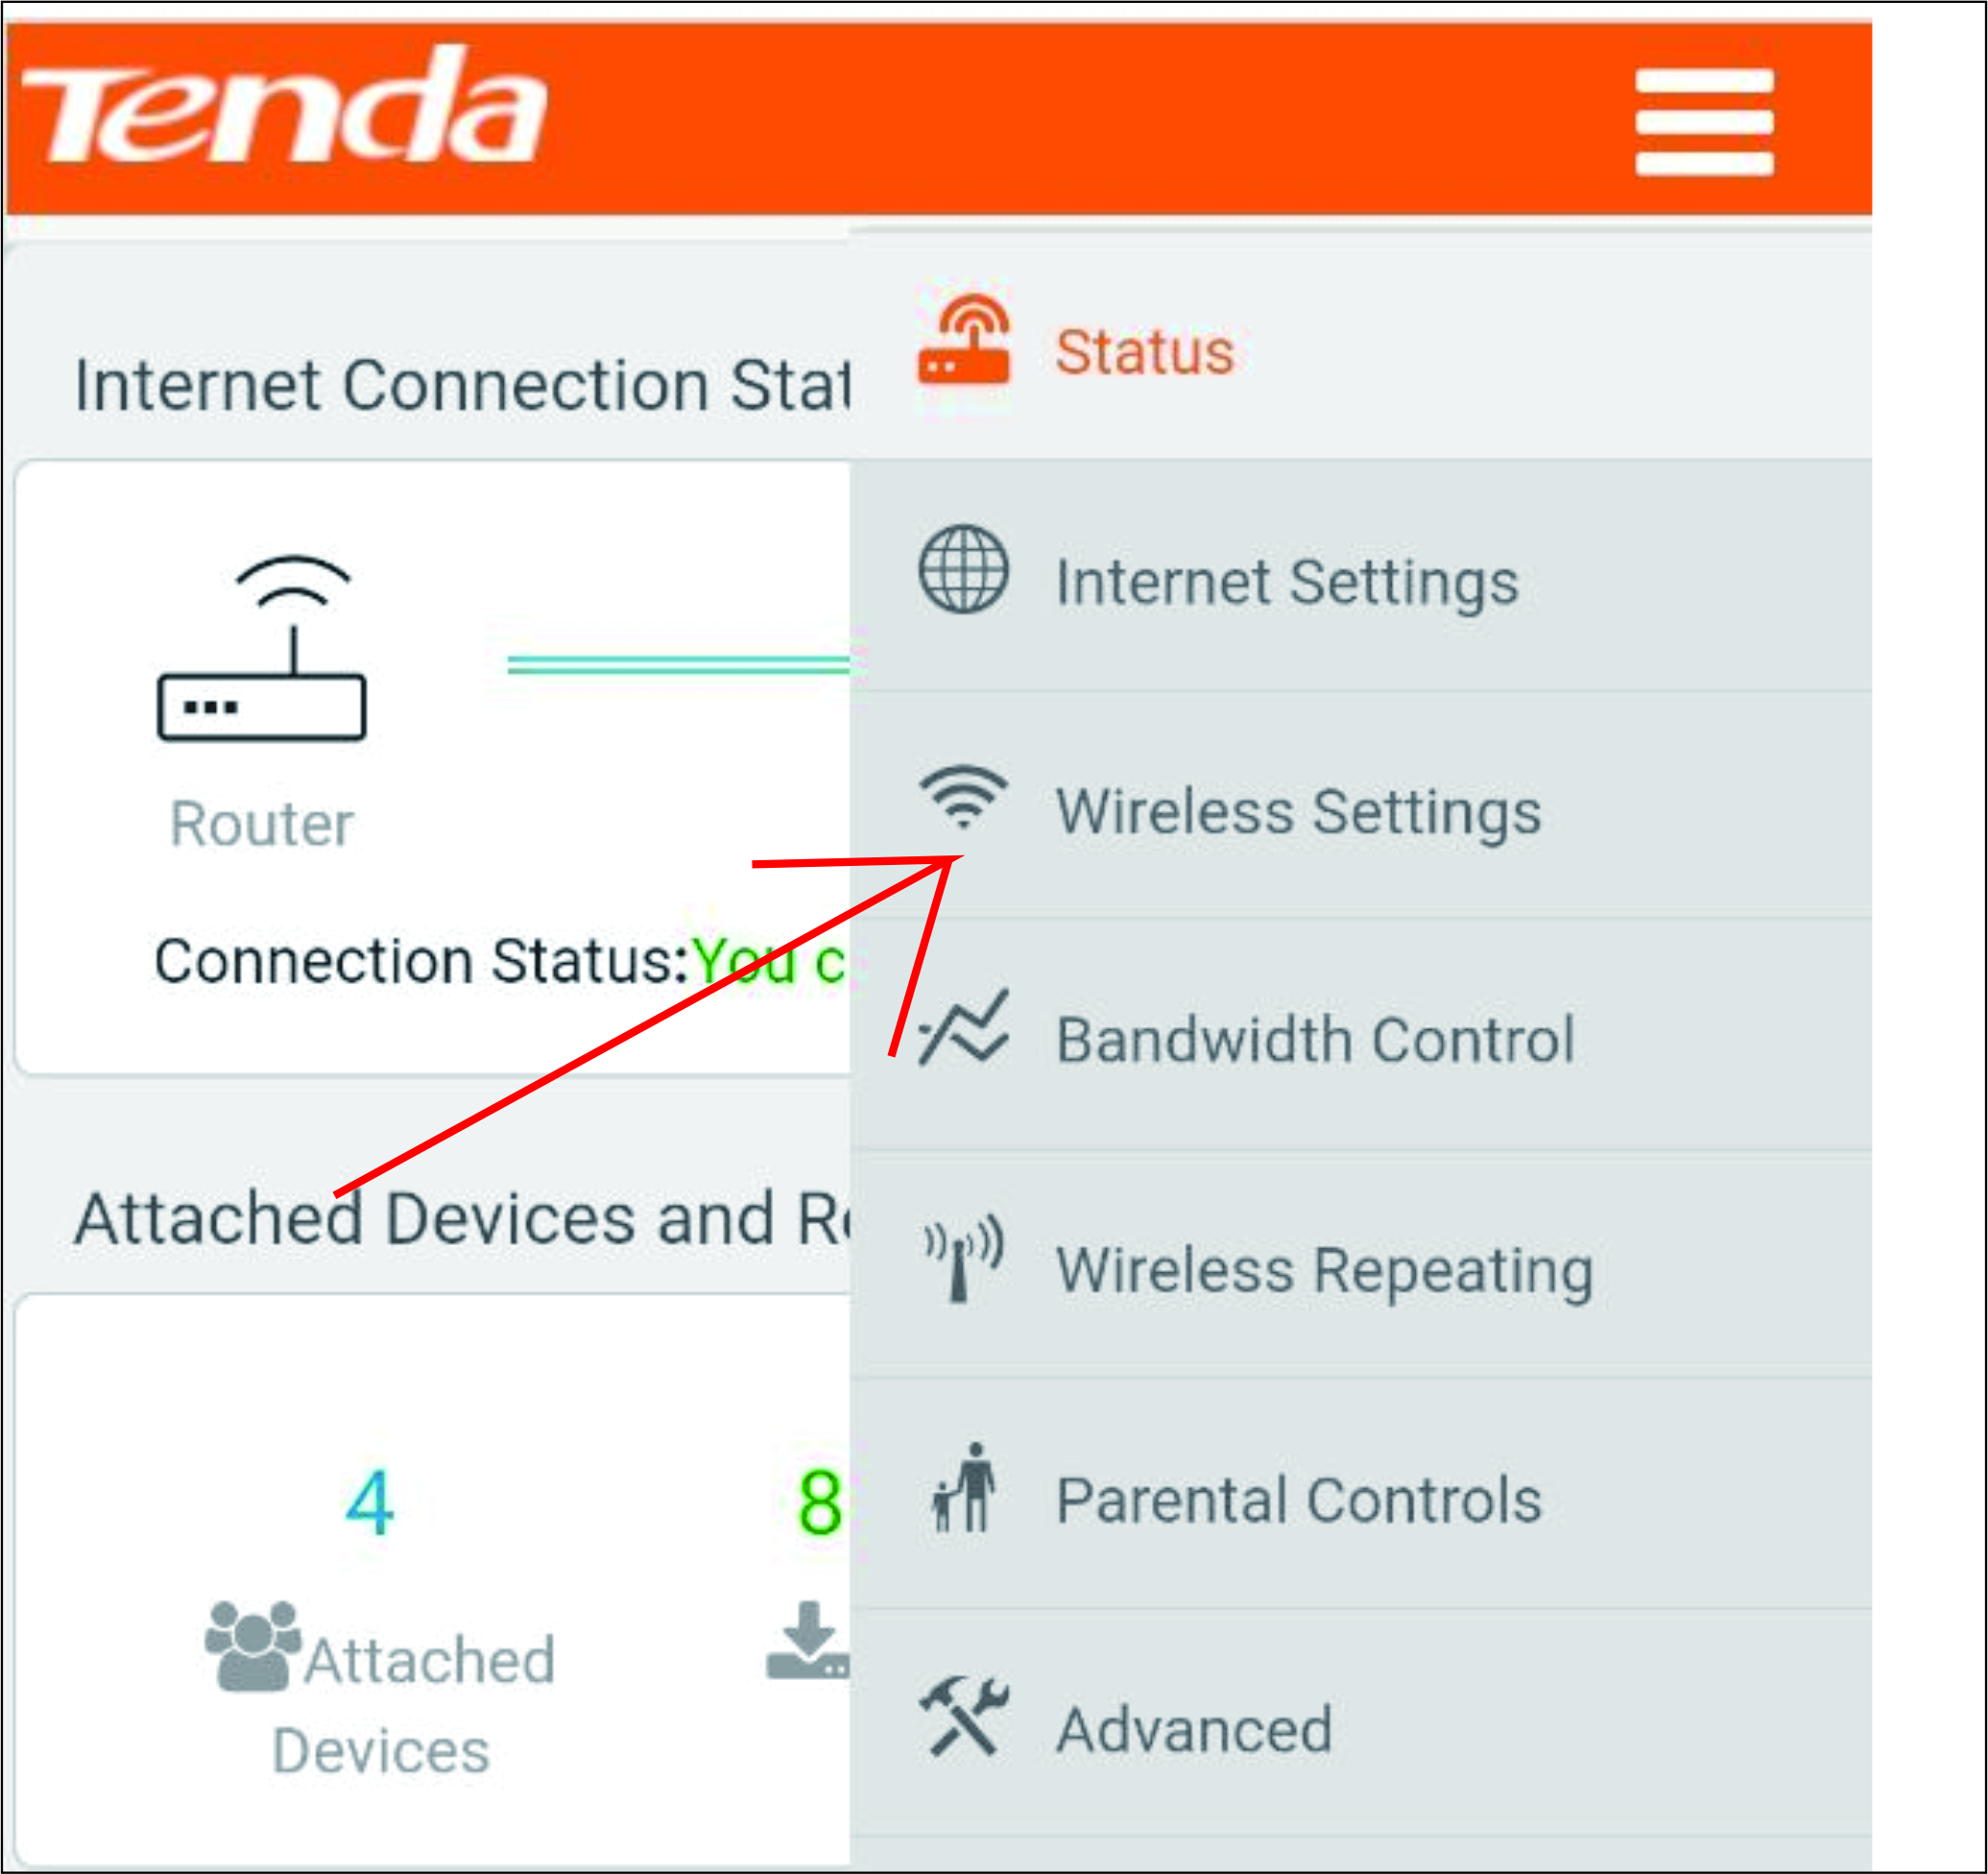 Tenda
Internet Connection Stat
Router
Connection Status:You c
Attached Devices and R
4
8
Attached
Devices
Status
Internet Settings
Wireless Settings
Bandwidth Control
Wireless Repeating
Parental Controls
Advanced